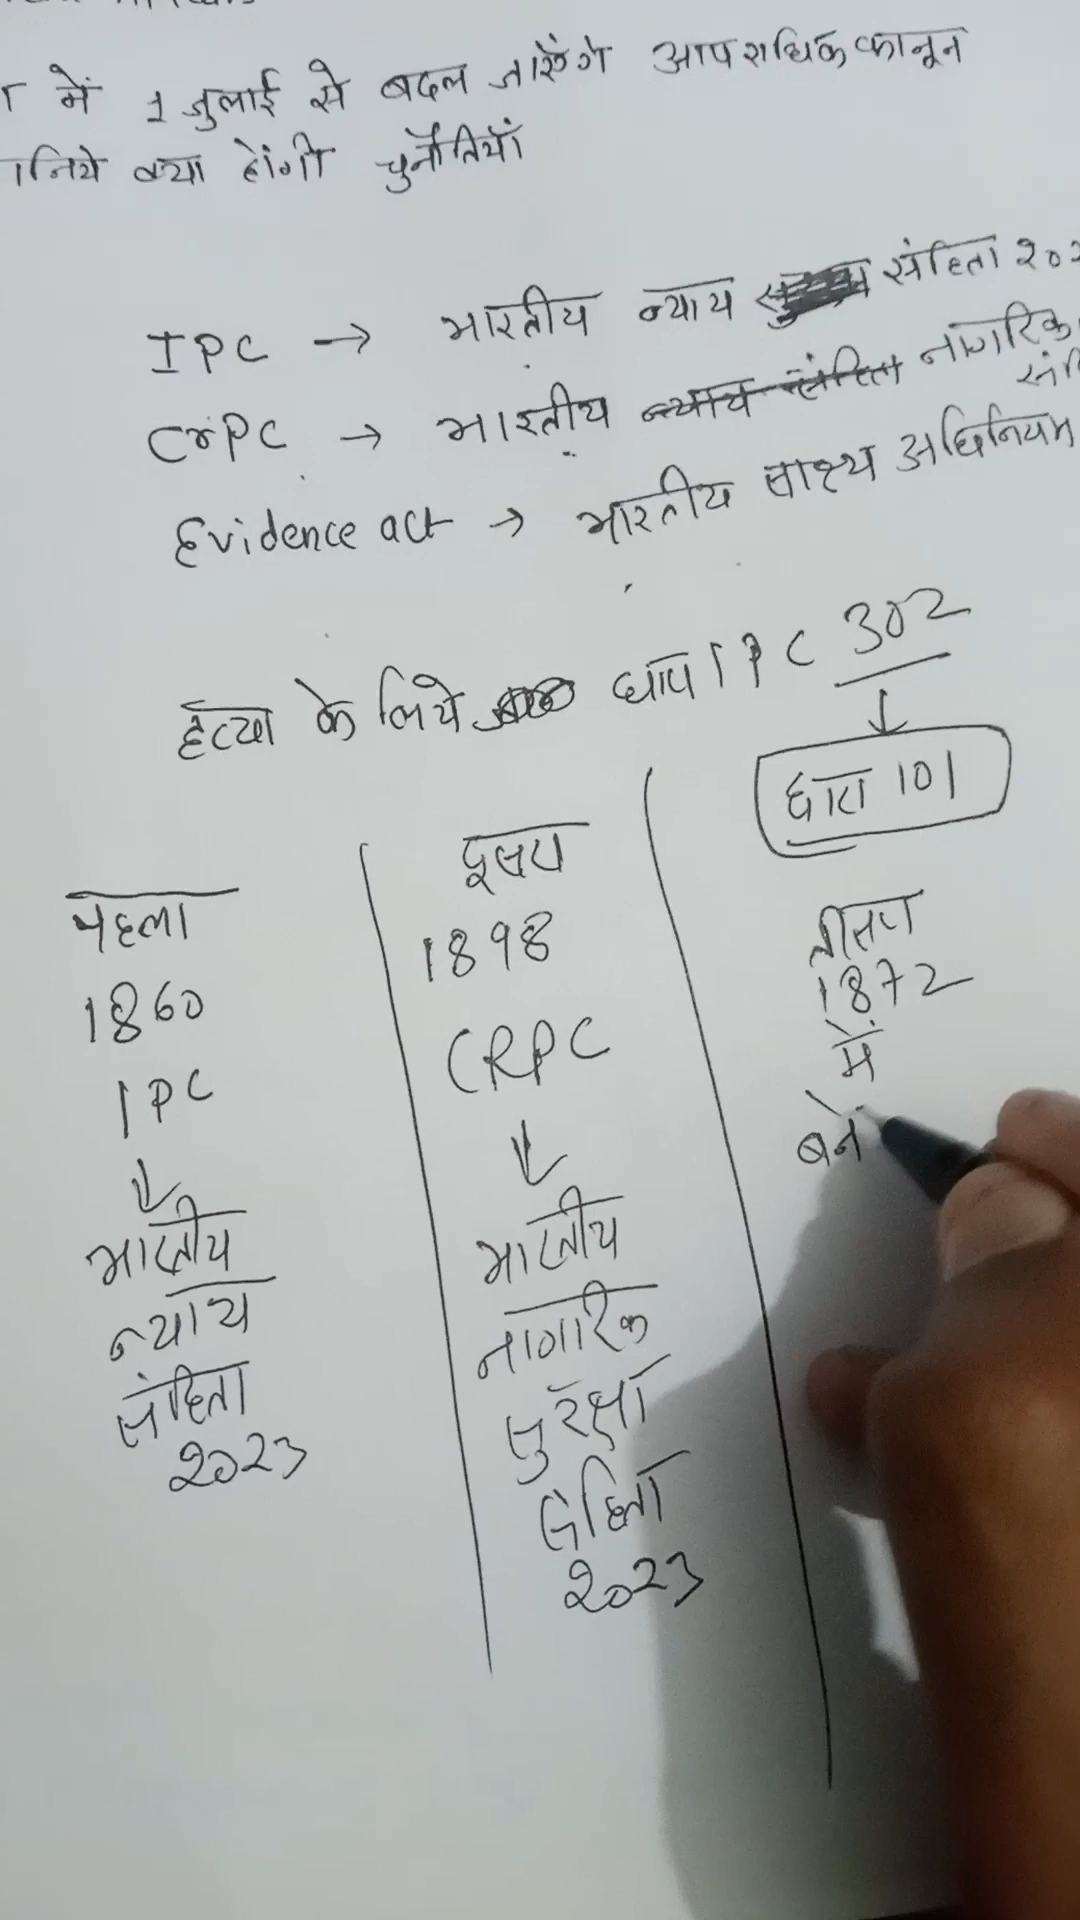 में 1 जुलाई से बदल जाऐंगे आपराधिक कानून
क्या होंगी चुनौतियाँ
IPC → भारतीय न्याय संहिता
CrPC → भारतीय न्याय संहिता नागरिक
Evidence act → भारतीय साक्ष्य अधिनियम
हत्या के लिये IPC 302
↓
धारा 101
पहला
1860
IPC
↓
भारतीय
न्याय
संहिता
2023
दूसरा
1898
CRPC
↓
भारतीय
नागरिक
सुरक्षा
संहिता
2023
तीसरा
1872
में
बने